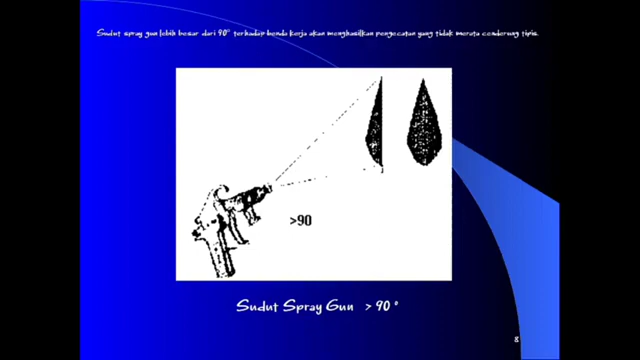 Sudut spray gun lebih besar dari 90° terhadap benda kerja akan menghasilkan pengecatan yang tidak merata cenderung tipis.
>90
Sudut Spray Gun > 90 °
8